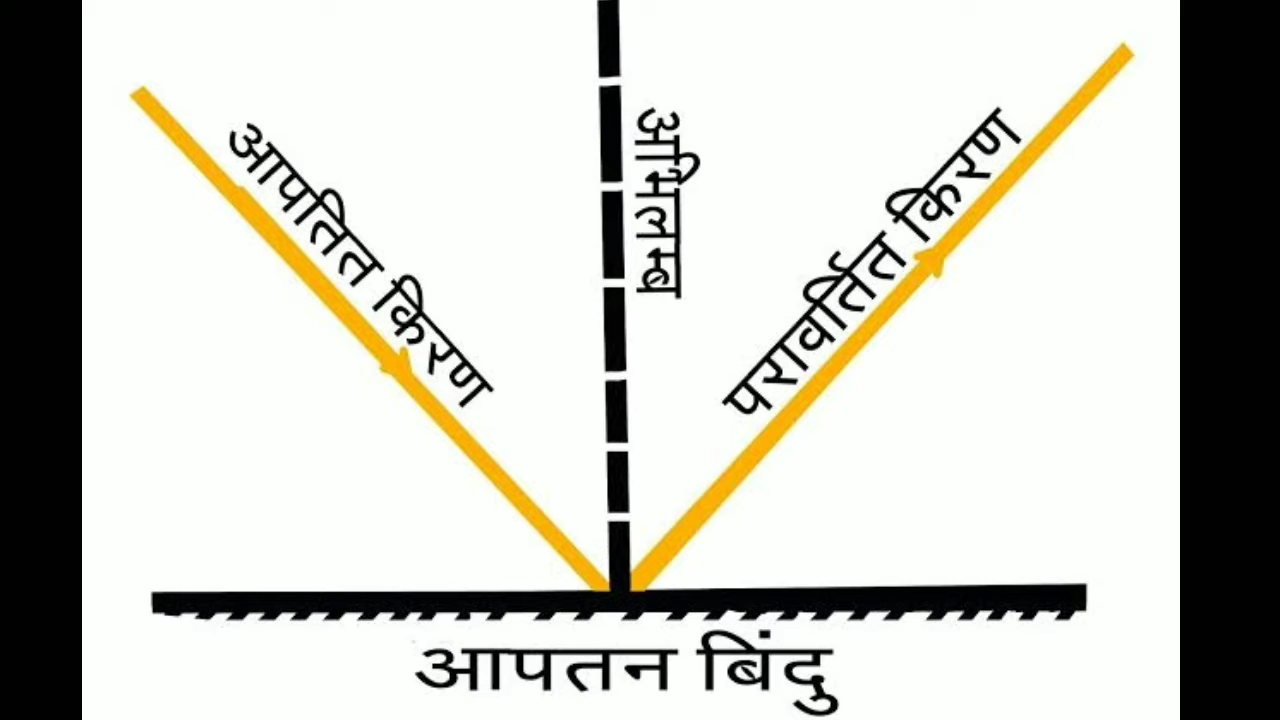 आपतित किरण
अभिलम्ब
परावर्तित किरण
आपतन बिंदु